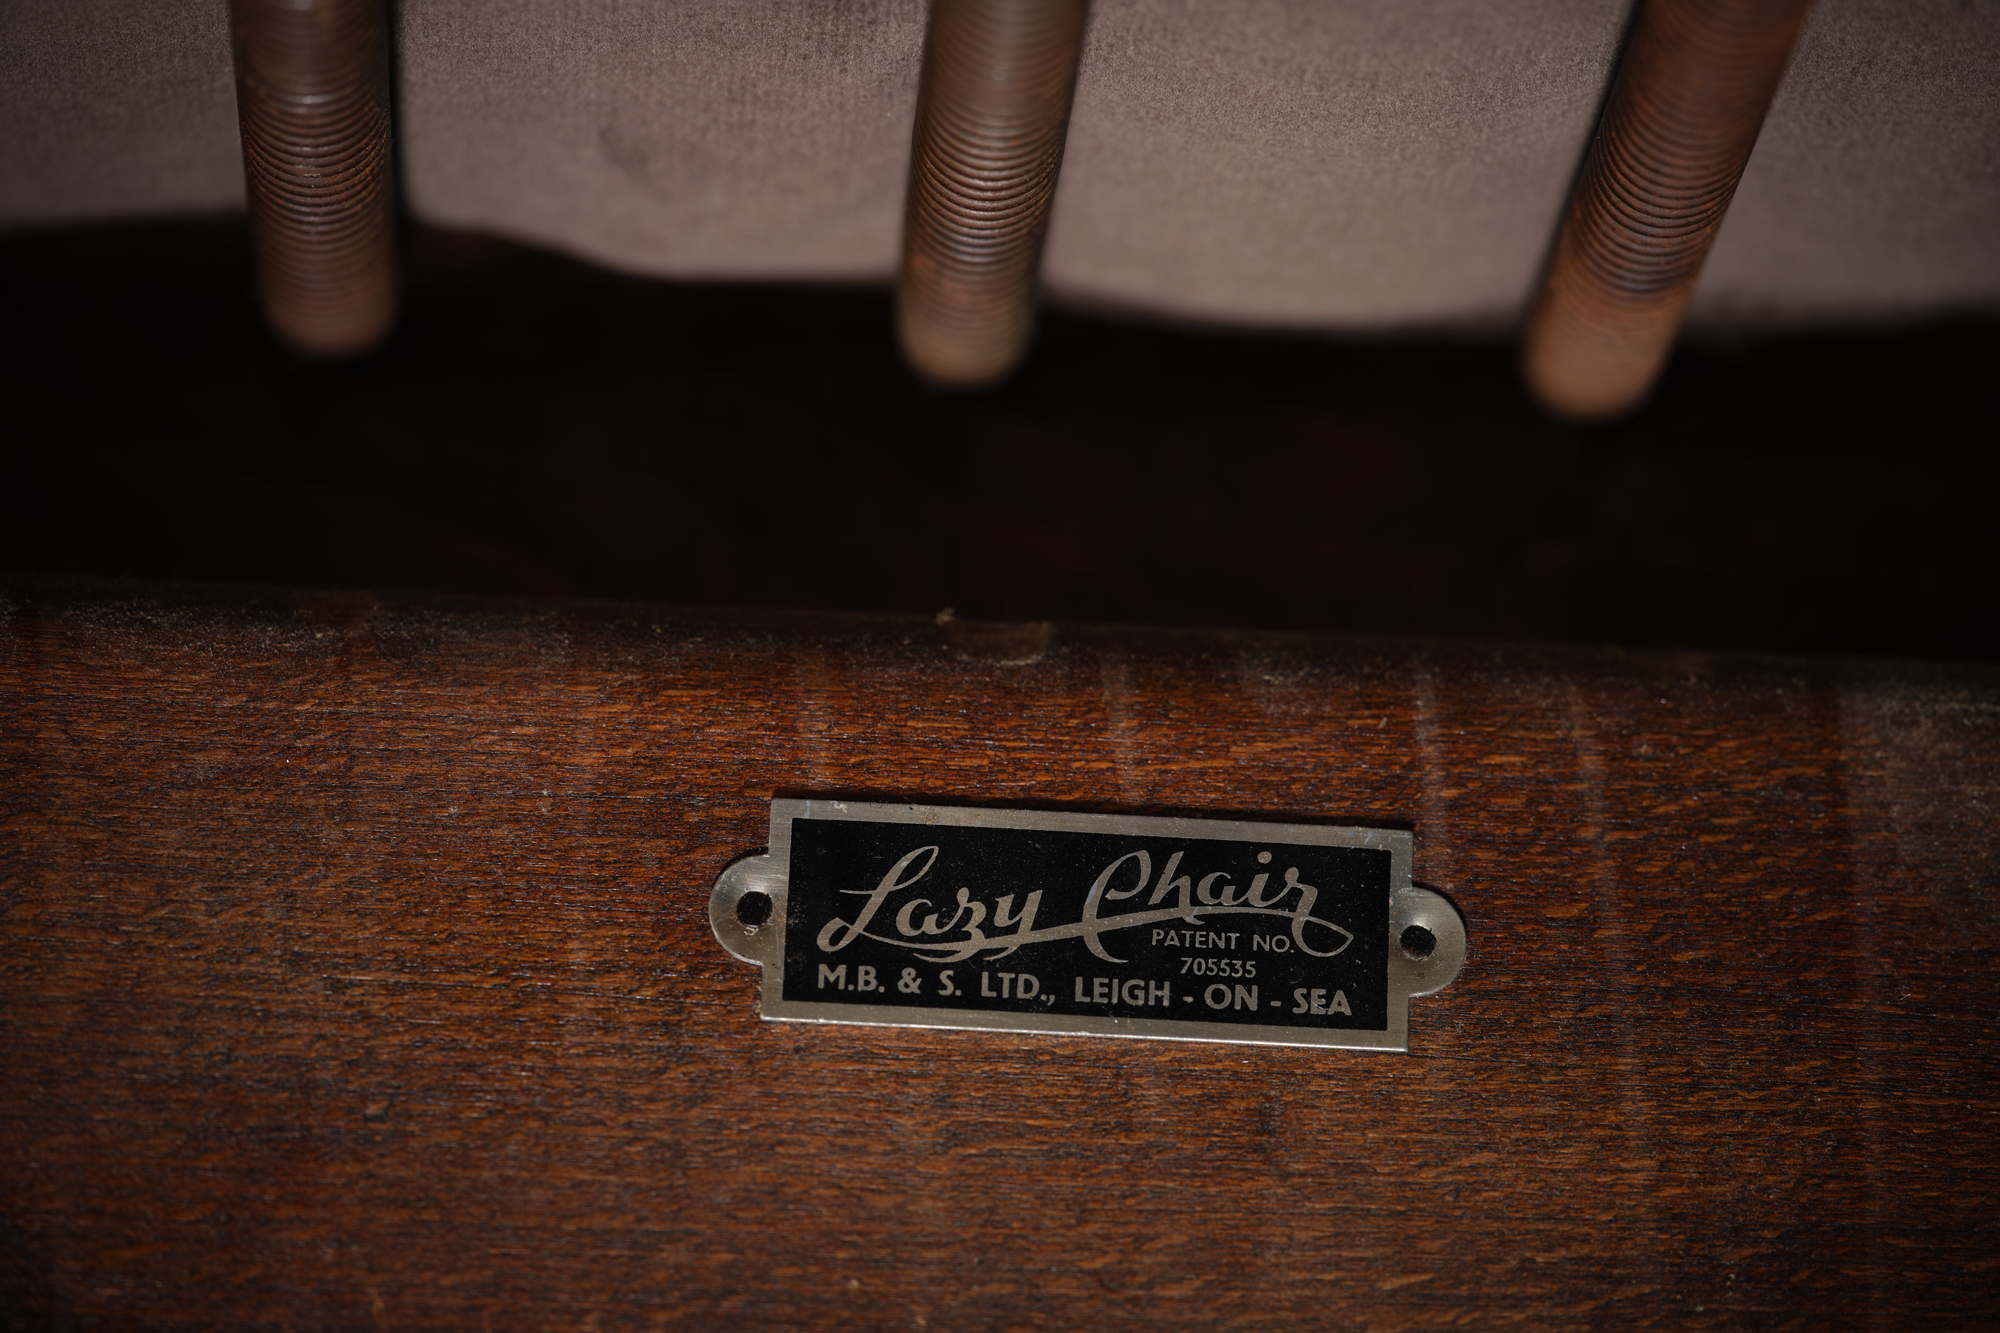 Lazy Chair
PATENT NO.
705535
M.B. & S. LTD., LEIGH - ON - SEA